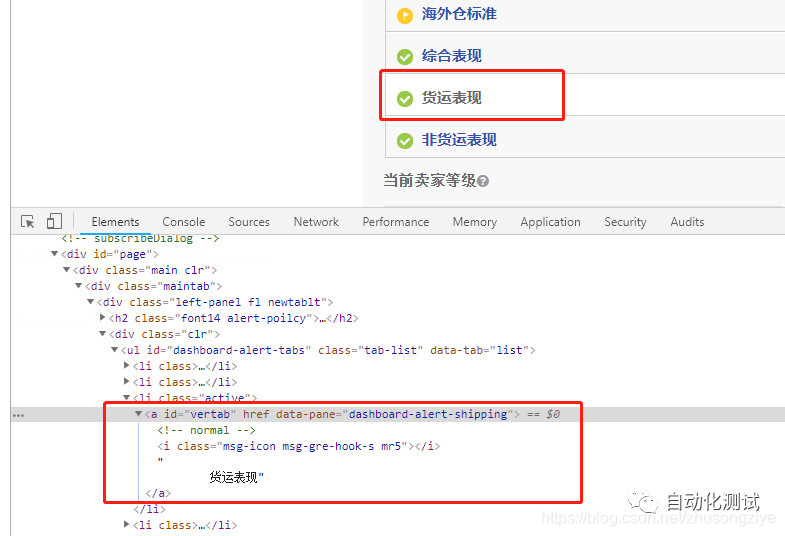 海外仓标准
综合表现
货运表现
非货运表现
当前卖家等级
Elements Console Sources Network Performance Memory Application Security Audits
<!-- subscribeDialog -->
<div id="page">
<div class="main clr">
<div class="maintab">
<div class="left-panel fl newtablt">
<h2 class="font14 alert-poilcy">…</h2>
<div class="clr">
<ul id="dashboard-alert-tabs" class="tab-list" data-tab="list">
<li class>…</li>
<li class>…</li>
<li class="active">
<a id="vertab" href data-pane="dashboard-alert-shipping"> == $0
<!-- normal -->
<i class="msg-icon msg-gre-hook-s mr5"></i>
"
货运表现"
</a>
</li>
<li class>…</li>
自动化测试
https://blog.csdn.net/zhusongziye